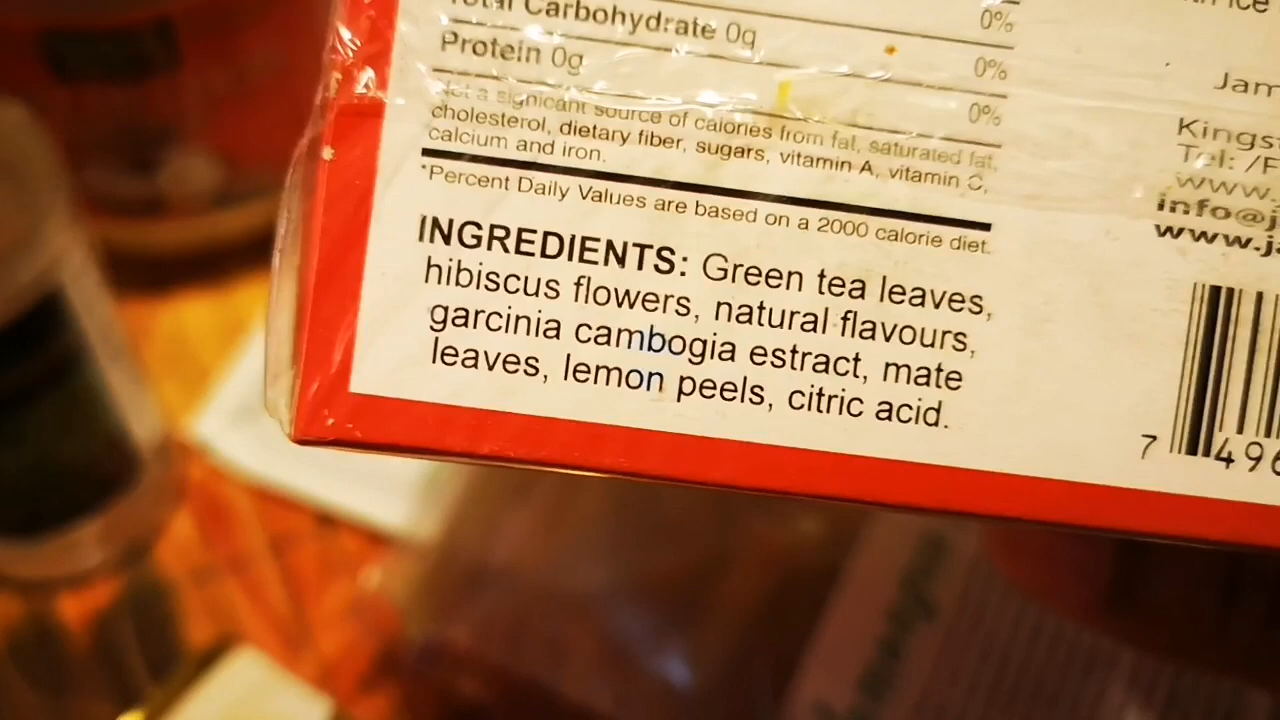 Total Carbohydrate 0g 0%
Protein 0g 0%
0%
Not a signicant source of calories from fat, saturated fat,
cholesterol, dietary fiber, sugars, vitamin A, vitamin C,
calcium and iron.
*Percent Daily Values are based on a 2000 calorie diet.
INGREDIENTS: Green tea leaves,
hibiscus flowers, natural flavours,
garcinia cambogia estract, mate
leaves, lemon peels, citric acid.
Jam
Kings
Tel: /F
www.
info@j
www.j
7 496